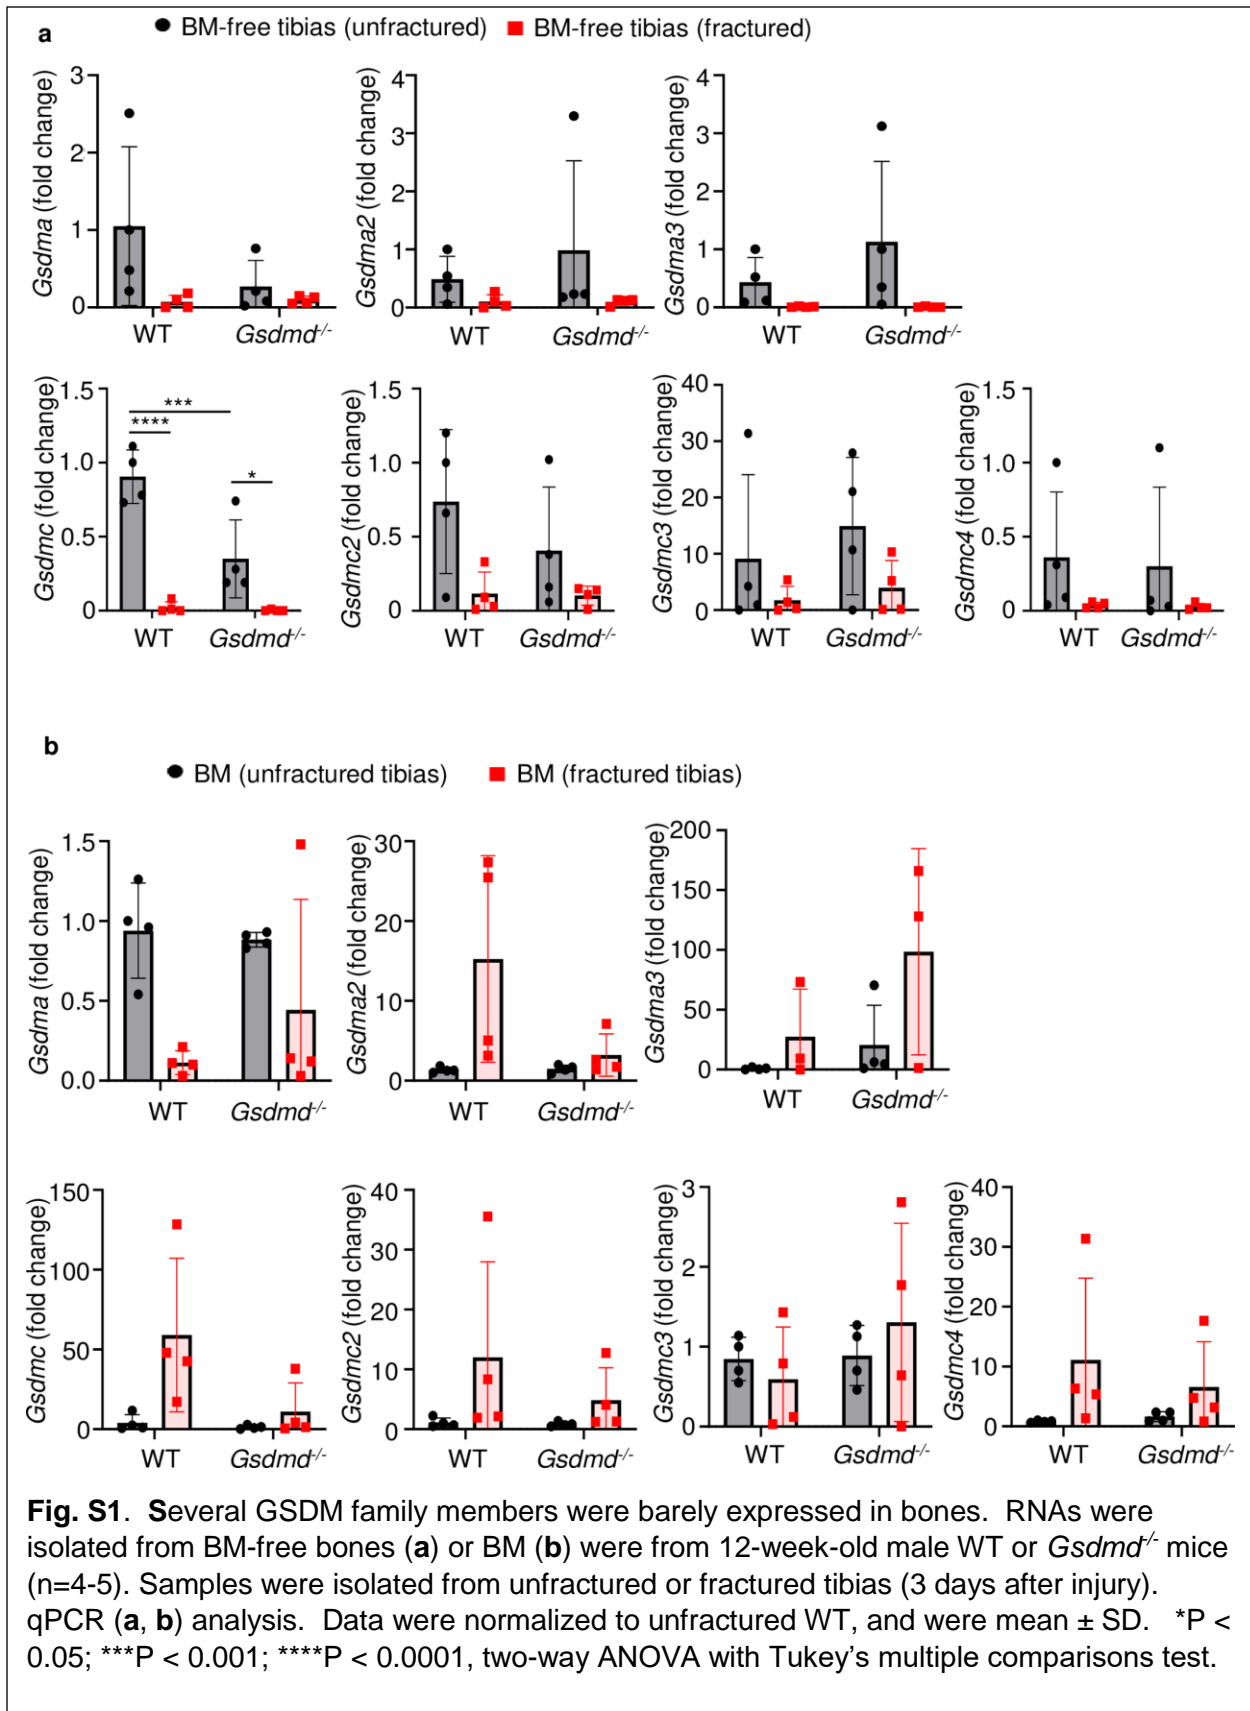 a
BM-free tibias (unfractured) BM-free tibias (fractured)
Gsdma (fold change)
3
2
1
0
WT Gsdmd-/-
Gsdma2 (fold change)
4
3
2
1
0
WT Gsdmd-/-
Gsdma3 (fold change)
4
3
2
1
0
WT Gsdmd-/-
Gsdmc (fold change)
1.5
1.0
0.5
0
***
****
*
WT Gsdmd-/-
Gsdmc2 (fold change)
1.5
1.0
0.5
0
WT Gsdmd-/-
Gsdmc3 (fold change)
40
30
20
10
0
WT Gsdmd-/-
Gsdmc4 (fold change)
1.5
1.0
0.5
0
WT Gsdmd-/-
b
BM (unfractured tibias) BM (fractured tibias)
Gsdma (fold change)
1.5
1.0
0.5
0.0
WT Gsdmd-/-
Gsdma2 (fold change)
30
20
10
0
WT Gsdmd-/-
Gsdma3 (fold change)
200
150
100
50
0
WT Gsdmd-/-
Gsdmc (fold change)
150
100
50
0
WT Gsdmd-/-
Gsdmc2 (fold change)
40
30
20
10
0
WT Gsdmd-/-
Gsdmc3 (fold change)
3
2
1
0
WT Gsdmd-/-
Gsdmc4 (fold change)
40
30
20
10
0
WT Gsdmd-/-
Fig. S1. Several GSDM family members were barely expressed in bones. RNAs were
isolated from BM-free bones (a) or BM (b) were from 12-week-old male WT or Gsdmd-/- mice
(n=4-5). Samples were isolated from unfractured or fractured tibias (3 days after injury).
qPCR (a, b) analysis. Data were normalized to unfractured WT, and were mean ± SD. *P <
0.05; ***P < 0.001; ****P < 0.0001, two-way ANOVA with Tukey's multiple comparisons test.